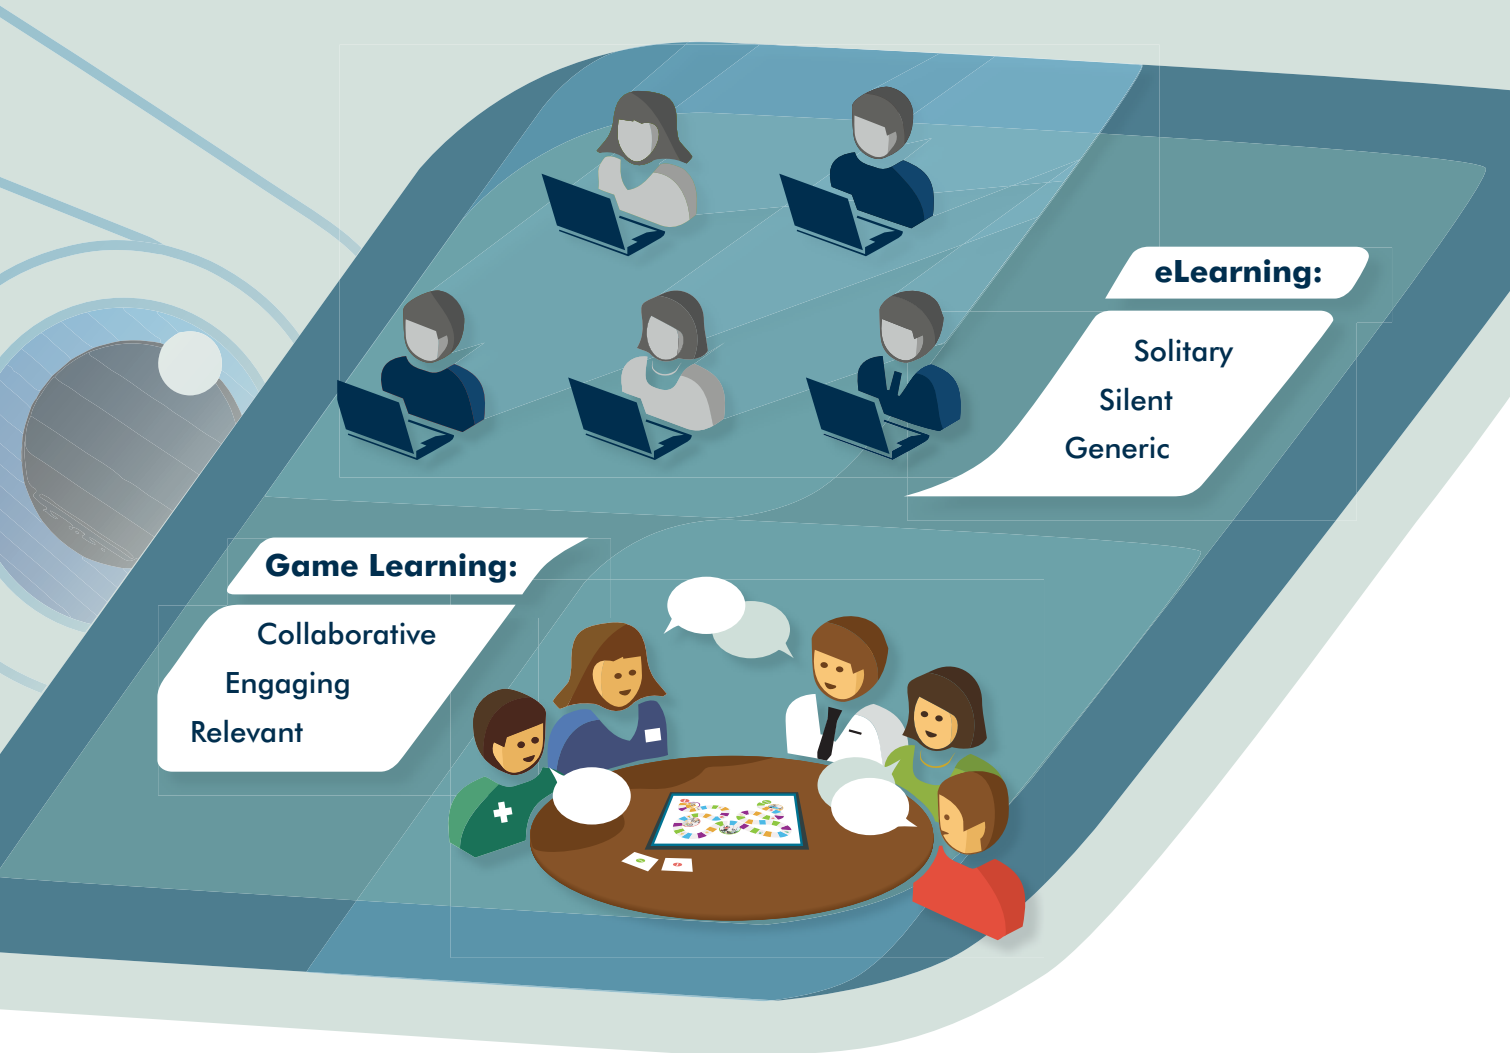 eLearning:
Solitary
Silent
Generic
Game Learning:
Collaborative
Engaging
Relevant